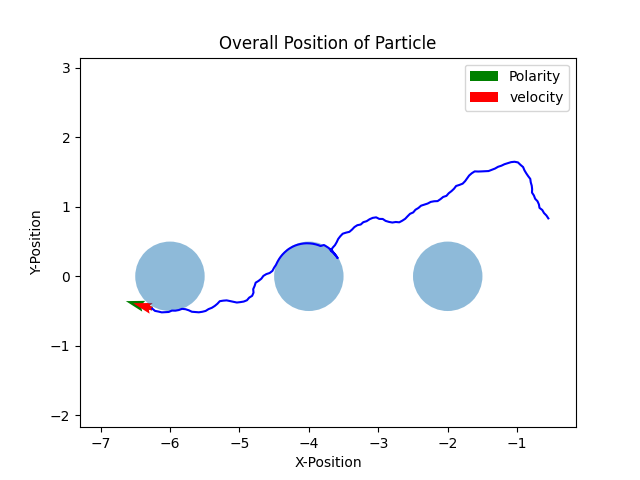 Overall Position of Particle
Polarity
velocity
3
2
1
0
−1
−2
Y-Position
−7 −6 −5 −4 −3 −2 −1
X-Position